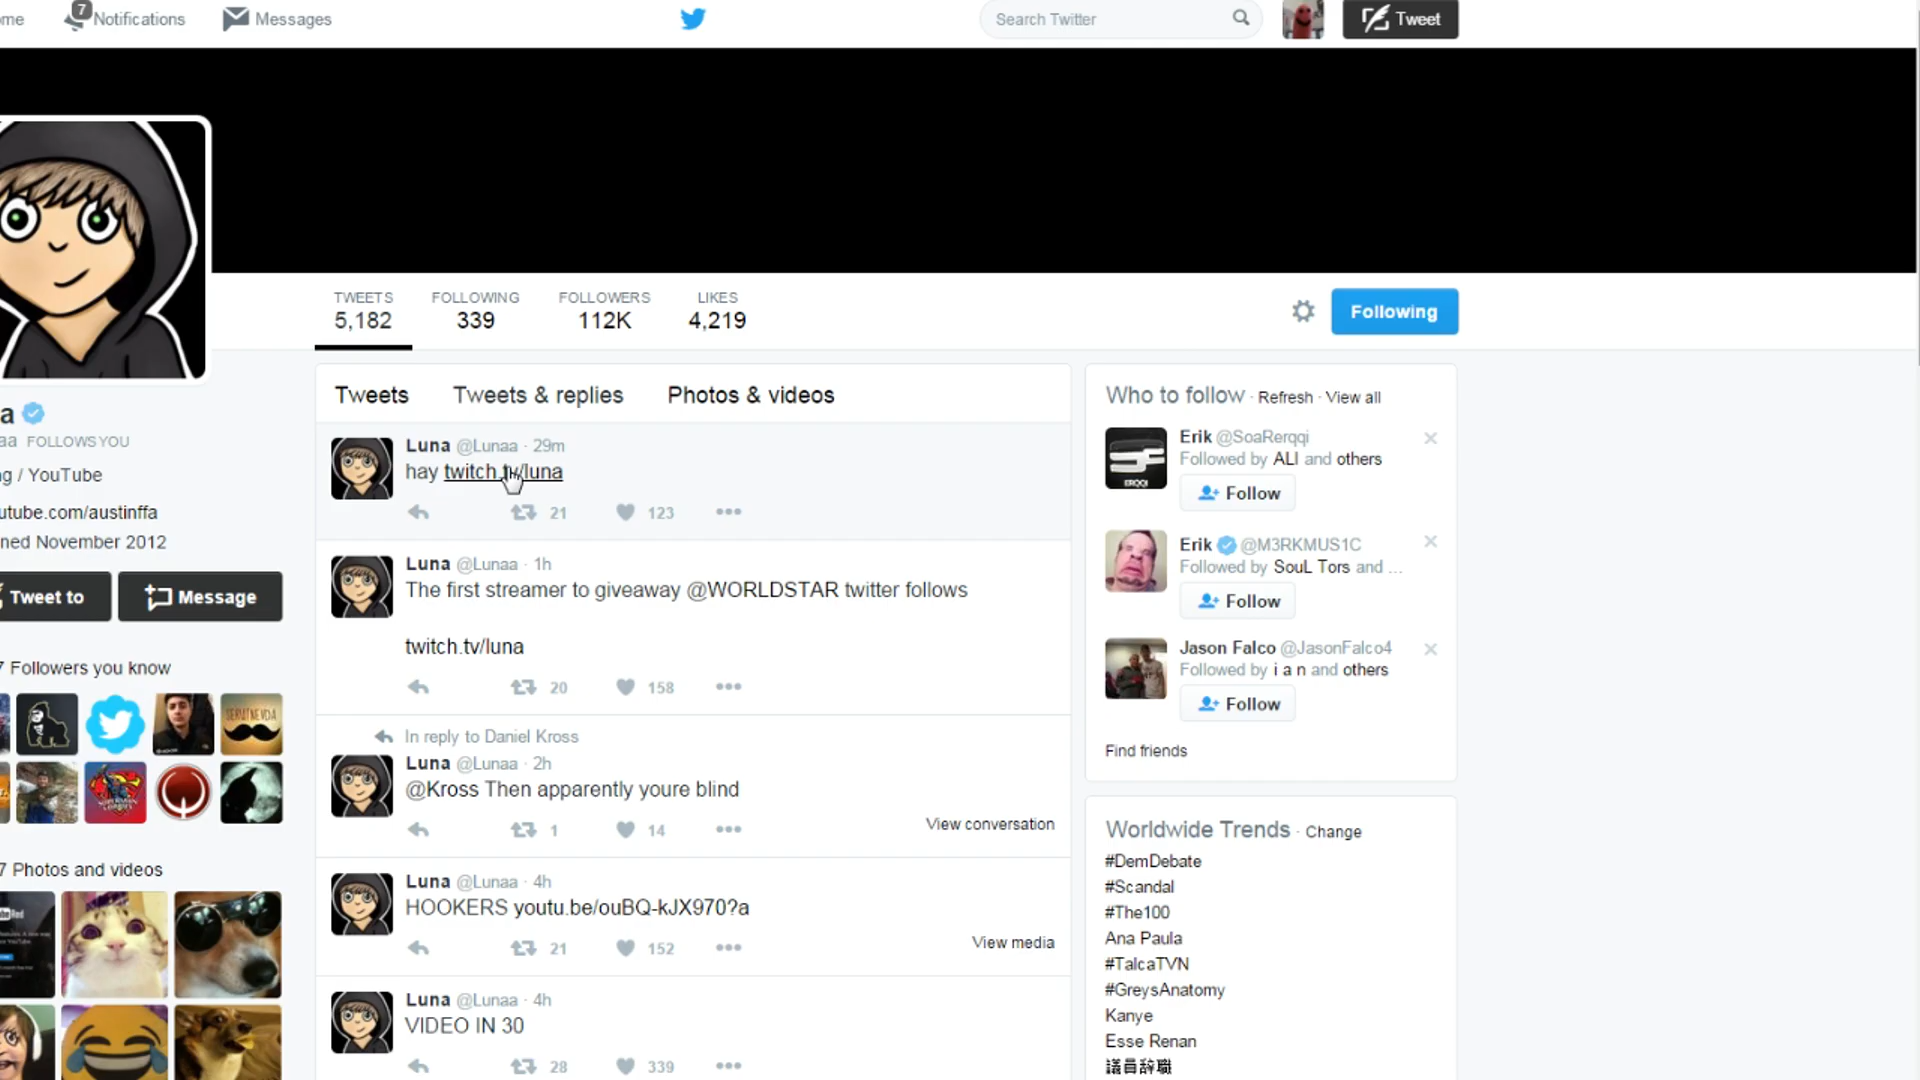 ome 7 Notifications Messages Search Twitter Tweet
TWEETS FOLLOWING FOLLOWERS LIKES
5,182 339 112K 4,219
Following
a
aa FOLLOWS YOU
g / YouTube
utube.com/austinffa
ned November 2012
Tweet to Message
7 Followers you know
7 Photos and videos
Tweets Tweets & replies Photos & videos
Luna @Lunaa · 29m
hay twitch.tv/luna
21 123
Luna @Lunaa · 1h
The first streamer to giveaway @WORLDSTAR twitter follows
twitch.tv/luna
20 158
In reply to Daniel Kross
Luna @Lunaa · 2h
@Kross Then apparently youre blind
1 14
View conversation
Luna @Lunaa · 4h
HOOKERS youtu.be/ouBQ-kJX970?a
21 152
View media
Luna @Lunaa · 4h
VIDEO IN 30
28 339
Who to follow · Refresh · View all
Erik @SoaRerqqi
Followed by ALI and others
ERQQI
Follow
Erik @M3RKMUS1C
Followed by SouL Tors and ...
Follow
Jason Falco @JasonFalco4
Followed by i a n and others
Follow
Find friends
Worldwide Trends · Change
#DemDebate
#Scandal
#The100
Ana Paula
#TalcaTVN
#GreysAnatomy
Kanye
Esse Renan
議員辞職